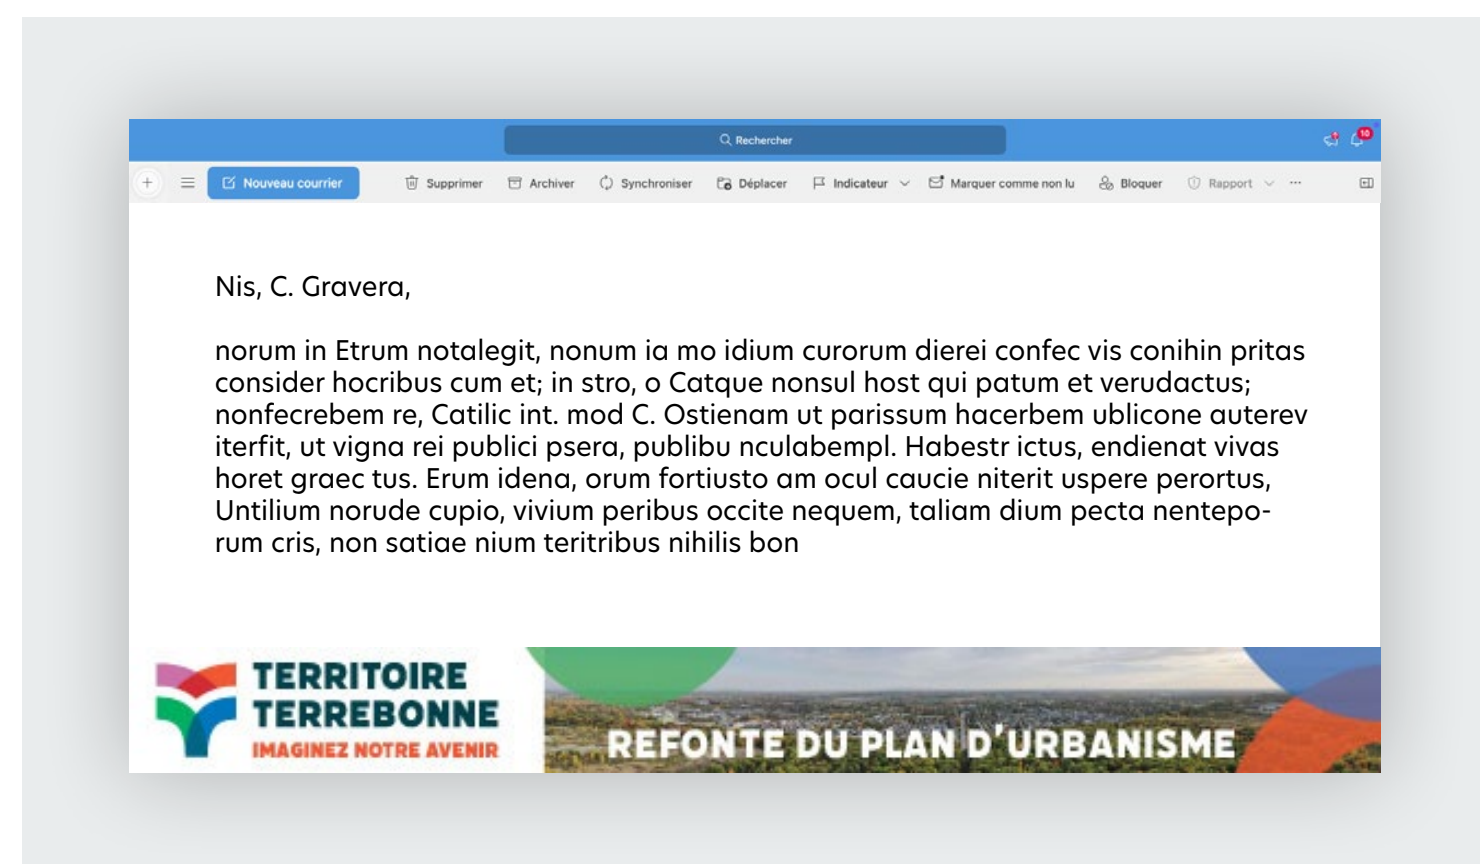 Rechercher
10
Nouveau courrier Supprimer Archiver Synchroniser Déplacer Indicateur Marquer comme non lu Bloquer Rapport ...
Nis, C. Gravera,
norum in Etrum notalegit, nonum ia mo idium curorum dierei confec vis conihin pritas
consider hocribus cum et; in stro, o Catque nonsul host qui patum et verudactus;
nonfecrebem re, Catilic int. mod C. Ostienam ut parissum hacerbem ublicone auterev
iterfit, ut vigna rei publici psera, publibu nculabempl. Habestr ictus, endienat vivas
horet graec tus. Erum idena, orum fortiusto am ocul caucie niterit uspere perortus,
Untilium norude cupio, vivium peribus occite nequem, taliam dium pecta nentepo-
rum cris, non satiae nium teritribus nihilis bon
TERRITOIRE
TERREBONNE
IMAGINEZ NOTRE AVENIR
REFONTE DU PLAN D'URBANISME